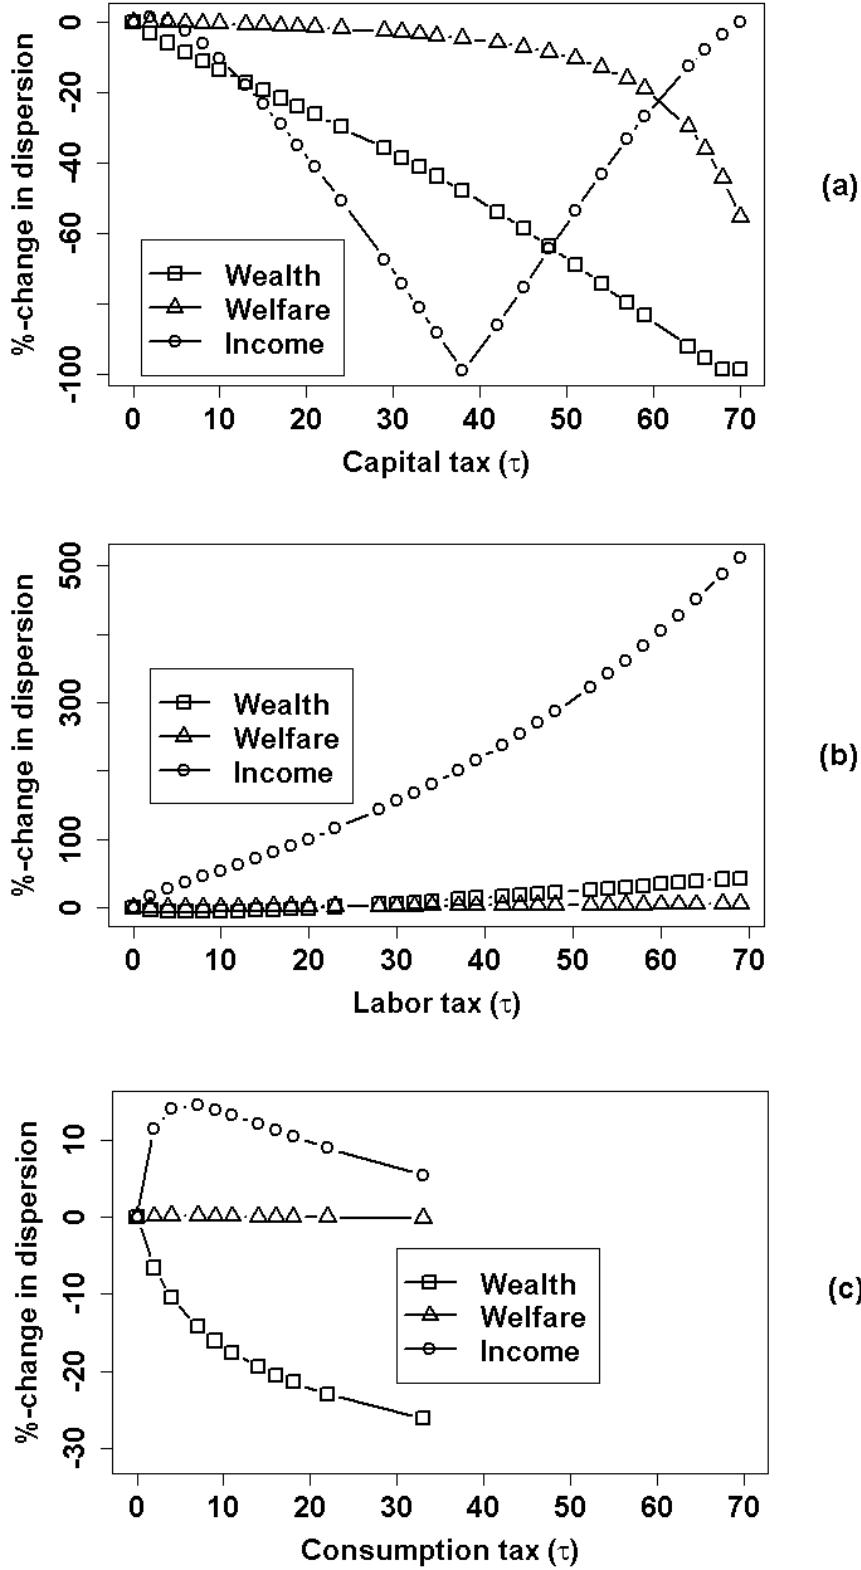 %-change in dispersion
0
-20
-40
-60
-100
Wealth
Welfare
Income
0 10 20 30 40 50 60 70
Capital tax (τ)
(a)
%-change in dispersion
500
300
100
0
Wealth
Welfare
Income
0 10 20 30 40 50 60 70
Labor tax (τ)
(b)
%-change in dispersion
10
0
-10
-20
-30
Wealth
Welfare
Income
0 10 20 30 40 50 60 70
Consumption tax (τ)
(c)